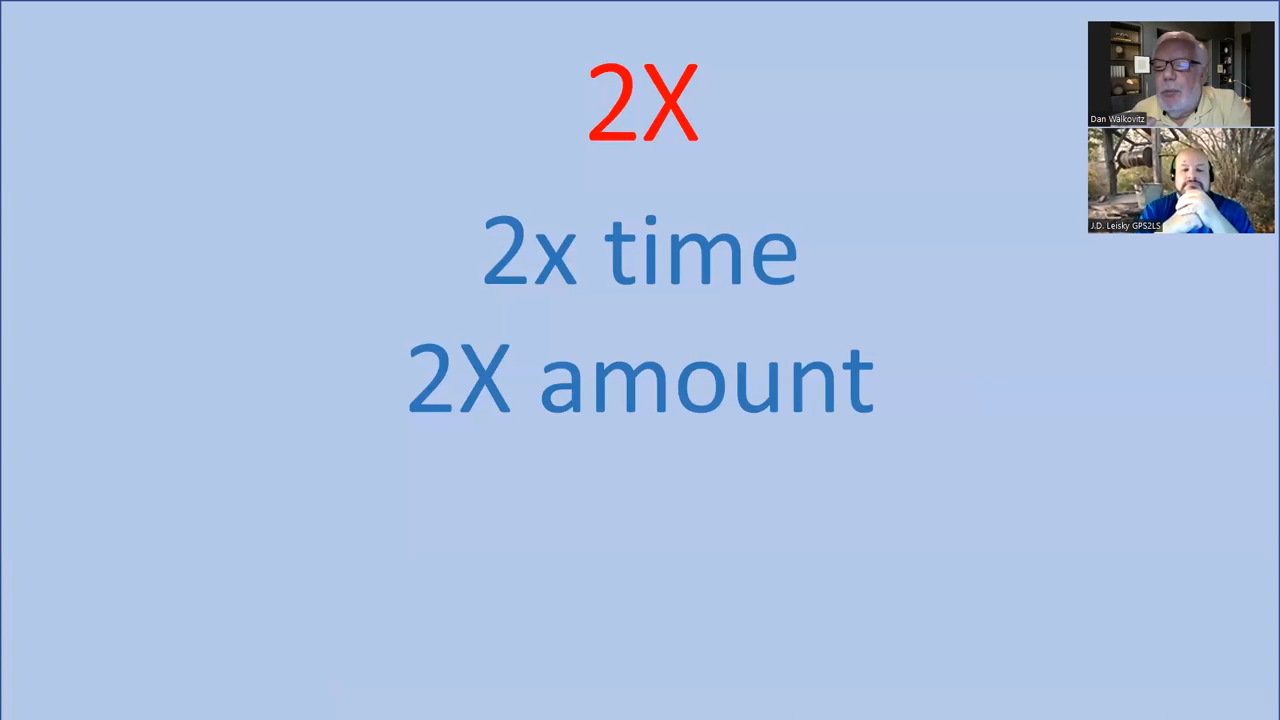 2X
2x time
2X amount
Dan Walkovitz
J.D. Leisky GPS2LS